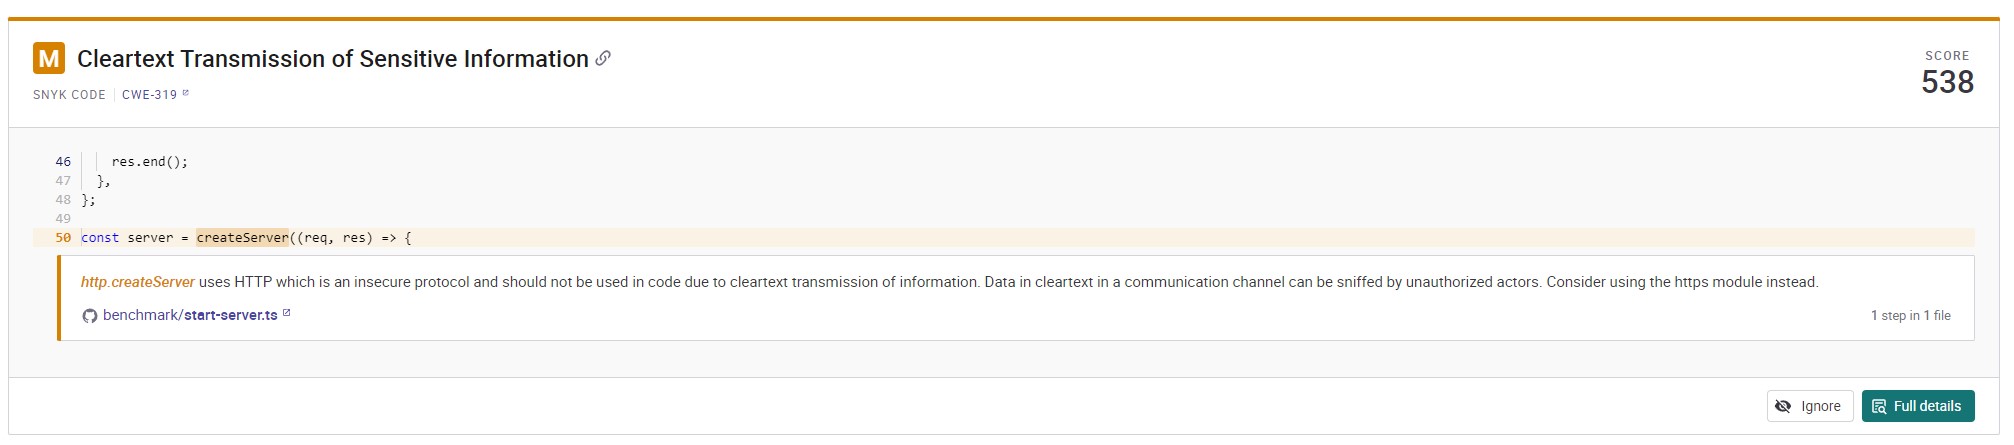 M Cleartext Transmission of Sensitive Information
SCORE
538
SNYK CODE | CWE-319
46 res.end();
47 },
48 };
49
50 const server = createServer((req, res) => {
http.createServer uses HTTP which is an insecure protocol and should not be used in code due to cleartext transmission of information. Data in cleartext in a communication channel can be sniffed by unauthorized actors. Consider using the https module instead.
benchmark/start-server.ts
1 step in 1 file
Ignore
Full details